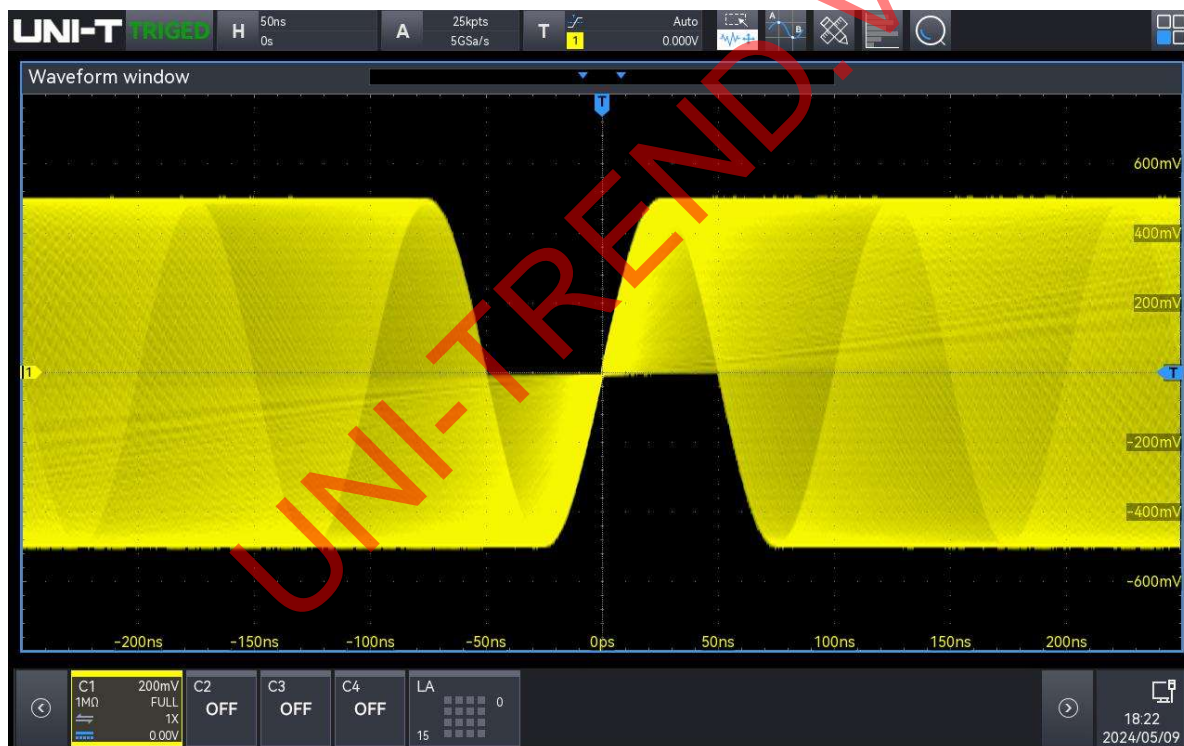 UNI-T TRIGED H 50ns 0s A 25kpts 5GSa/s T 1 Auto 0.000V A B
Waveform window
T
600mV
400mV
200mV
1 T
-200mV
-400mV
-600mV
-200ns -150ns -100ns -50ns 0ps 50ns 100ns 150ns 200ns
UNI-TREND.
C1 200mV C2 C3 C4 LA
1MΩ FULL OFF OFF OFF 0
1X
0.00V 15
18:22
2024/05/09